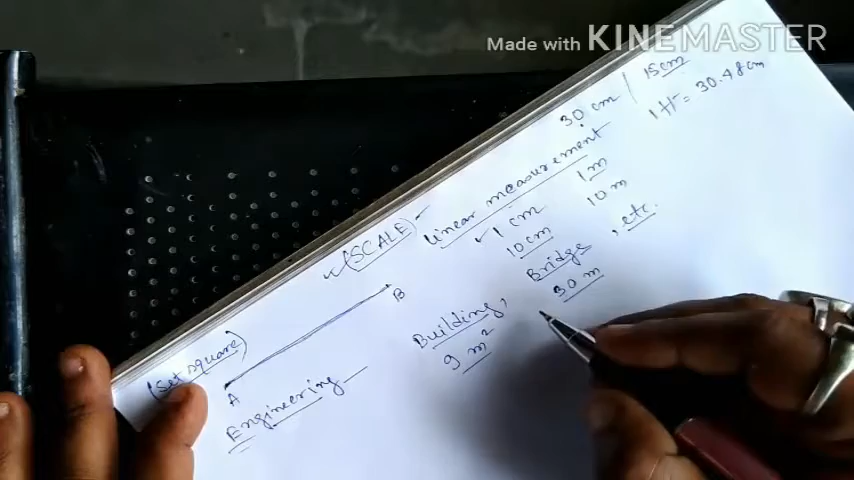 Made with KINEMASTER
30 cm / 15cm
1 ft = 30.48 cm
(SCALE) - linear measurement
1 cm 1 m
10 cm 10 m
Bridge , etc.
30 m
(Set square)
A B
Engineering - Building,
9 m²